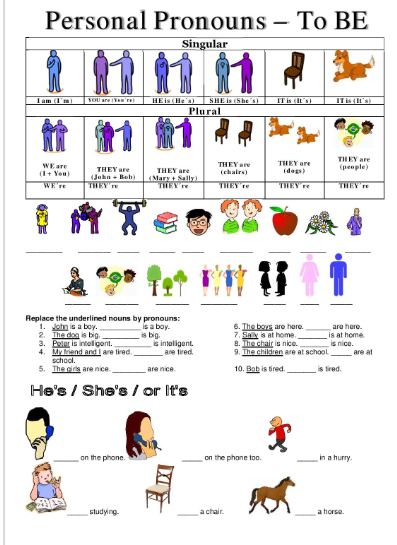 Personal Pronouns – To BE
Singular
I am (I´m) YOU are (You´re) HE is (He´s) SHE is (She´s) IT is (It´s) IT is (It´s)
Plural
WE are (I + You) THEY are (John + Bob) THEY are (Mary + Sally) THEY are (chairs) THEY are (dogs) THEY are (people)
WE´re THEY´re THEY´re THEY´re THEY´re THEY´re
Replace the underlined nouns by pronouns:
1. John is a boy. ________ is a boy.
2. The dog is big. ________ is big.
3. Peter is intelligent. ________ is intelligent.
4. My friend and I are tired. _______ are tired.
school.
5. The girls are nice. ______ are nice.
6. The boys are here. ______ are here.
7. Sally is at home. ______ is at home.
8. The chair is nice. ______ is nice.
9. The children are at school. _____ are at
10. Bob is tired. _______ is tired.
He's / She's / or It's
_____ on the phone. _____ on the phone too. _____ in a hurry.
_____ studying. _____ a chair. _____ a horse.